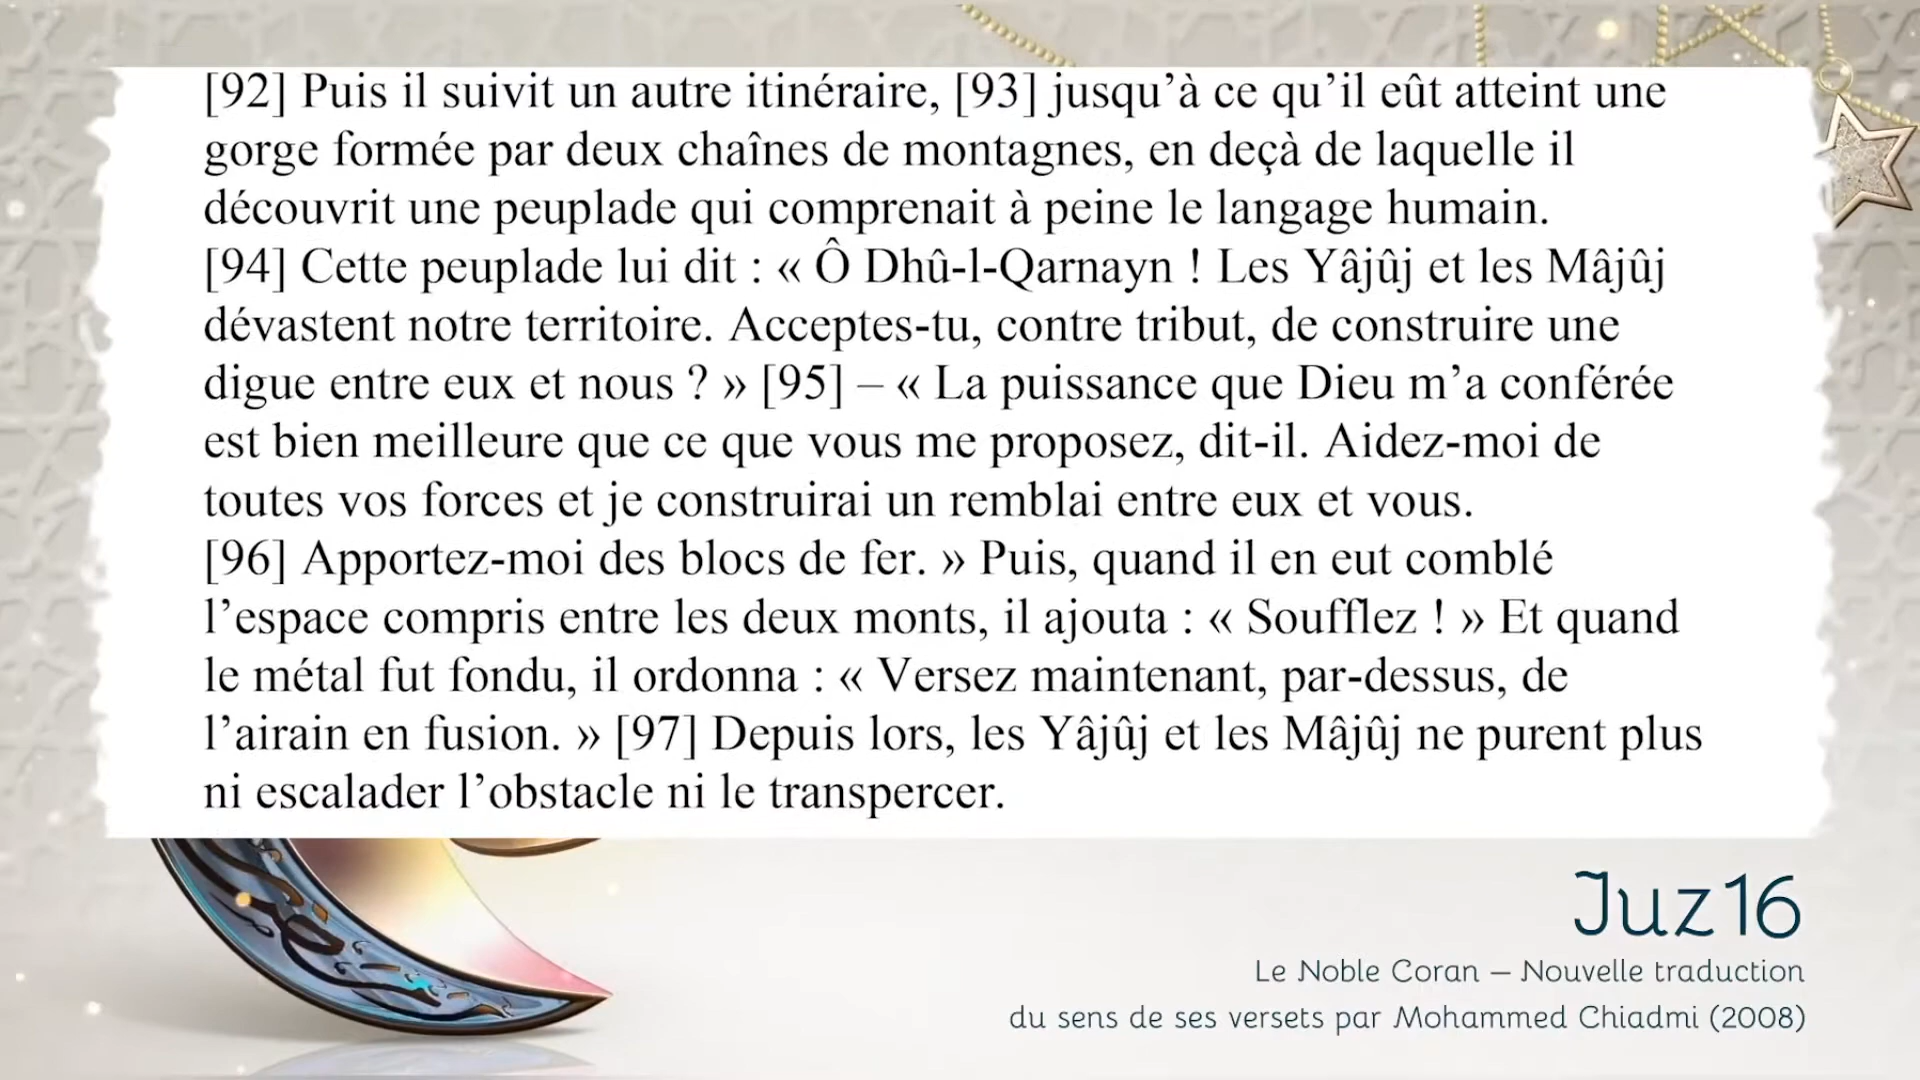 [92] Puis il suivit un autre itinéraire, [93] jusqu’à ce qu’il eût atteint une
gorge formée par deux chaînes de montagnes, en deçà de laquelle il
découvrit une peuplade qui comprenait à peine le langage humain.
[94] Cette peuplade lui dit : « Ô Dhû-l-Qarnayn ! Les Yâjûj et les Mâjûj
dévastent notre territoire. Acceptes-tu, contre tribut, de construire une
digue entre eux et nous ? » [95] – « La puissance que Dieu m’a conférée
est bien meilleure que ce que vous me proposez, dit-il. Aidez-moi de
toutes vos forces et je construirai un remblai entre eux et vous.
[96] Apportez-moi des blocs de fer. » Puis, quand il en eut comblé
l’espace compris entre les deux monts, il ajouta : « Soufflez ! » Et quand
le métal fut fondu, il ordonna : « Versez maintenant, par-dessus, de
l’airain en fusion. » [97] Depuis lors, les Yâjûj et les Mâjûj ne purent plus
ni escalader l’obstacle ni le transpercer.
Juz 16
Le Noble Coran – Nouvelle traduction
du sens de ses versets par Mohammed Chiadmi (2008)